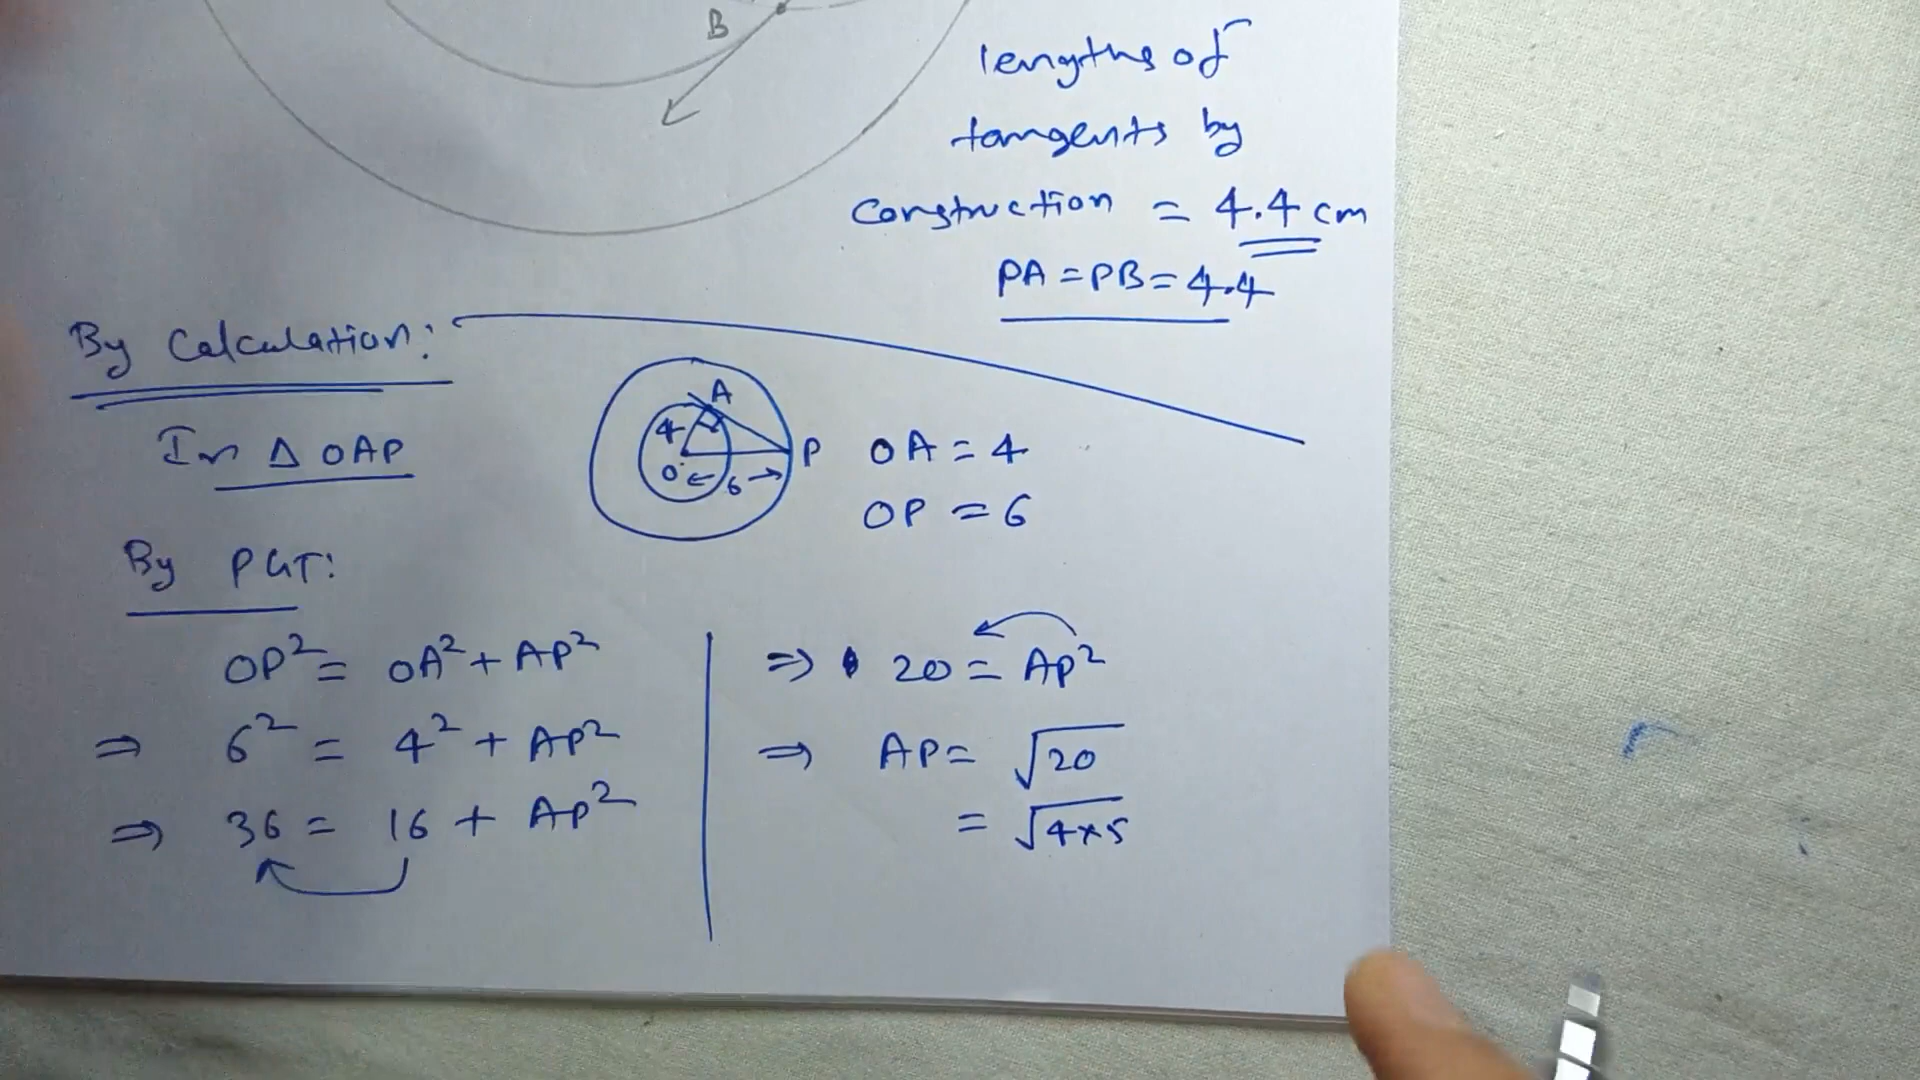 B
lengths of
tangents by
construction = 4.4 cm
PA = PB = 4.4
By Calculation:
In Δ OAP
A
4
O
6
P
OA = 4
OP = 6
By PGT:
OP² = OA² + AP²
⇒ 6² = 4² + AP²
⇒ 36 = 16 + AP²
⇒ 20 = AP²
⇒ AP = √20
= √4×5